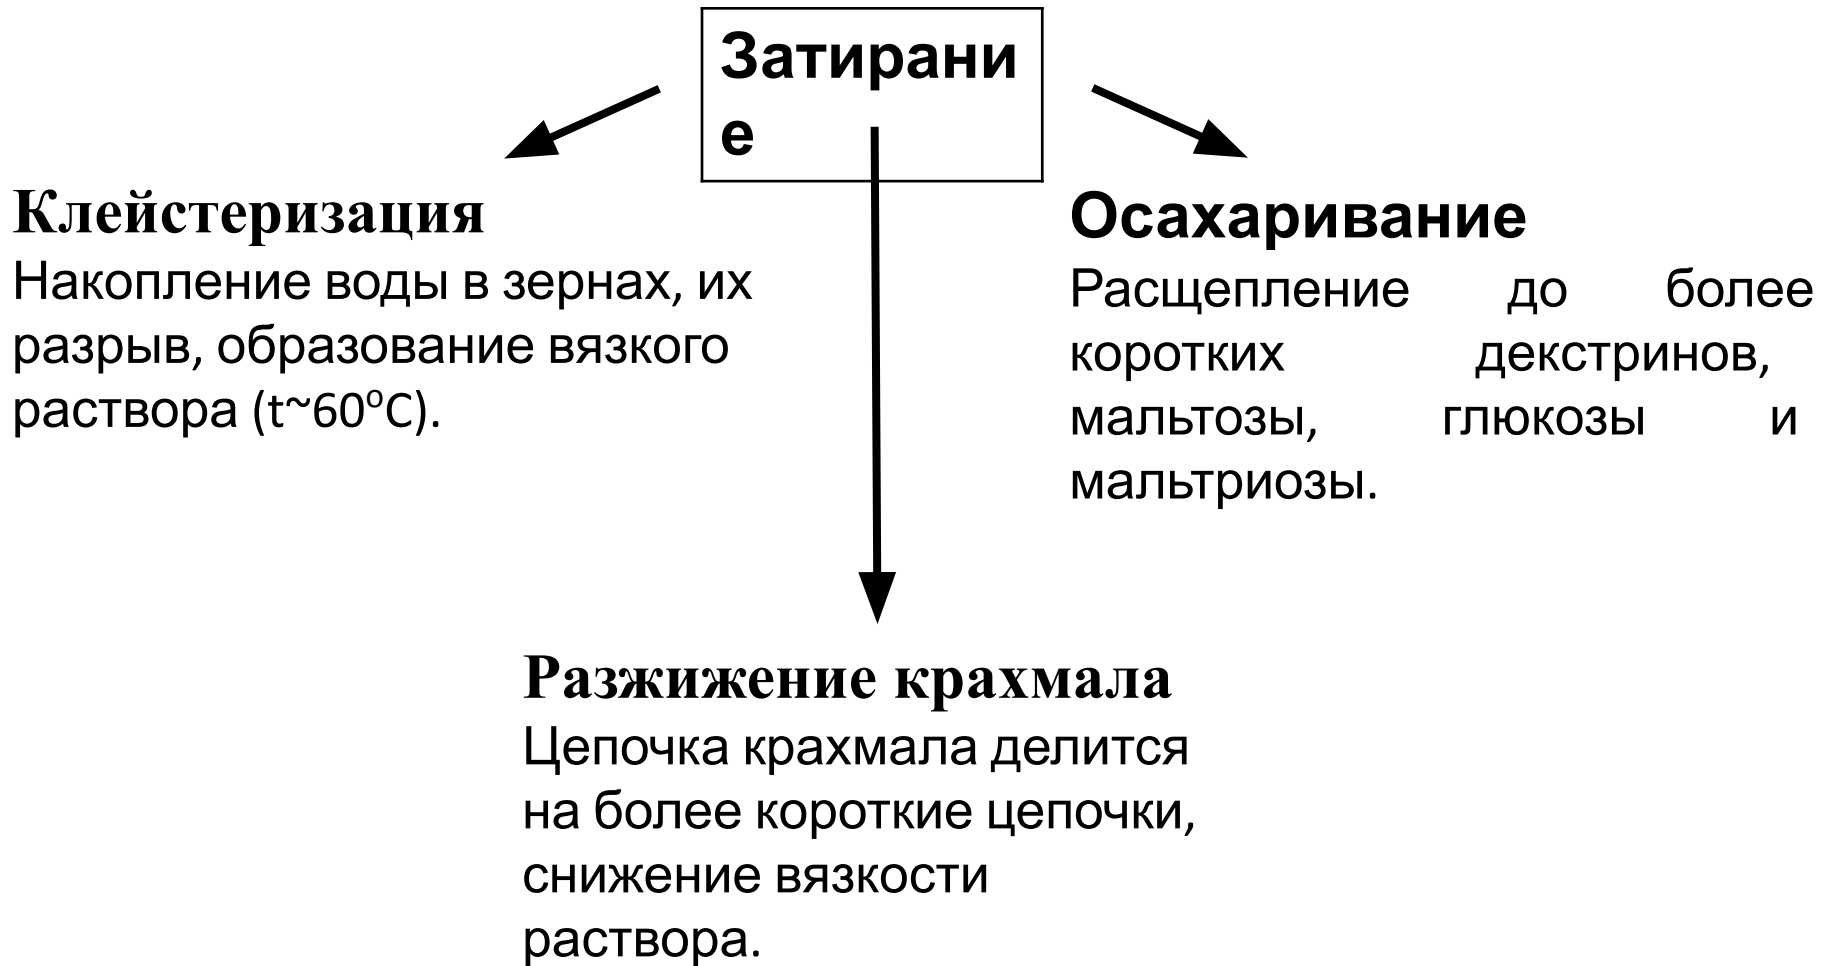 Затирани
е
Клейстеризация
Накопление воды в зернах, их
разрыв, образование вязкого
раствора (t~60⁰C).
Осахаривание
Расщепление до более
коротких декстринов,
мальтозы, глюкозы и
мальтриозы.
Разжижение крахмала
Цепочка крахмала делится
на более короткие цепочки,
снижение вязкости
раствора.